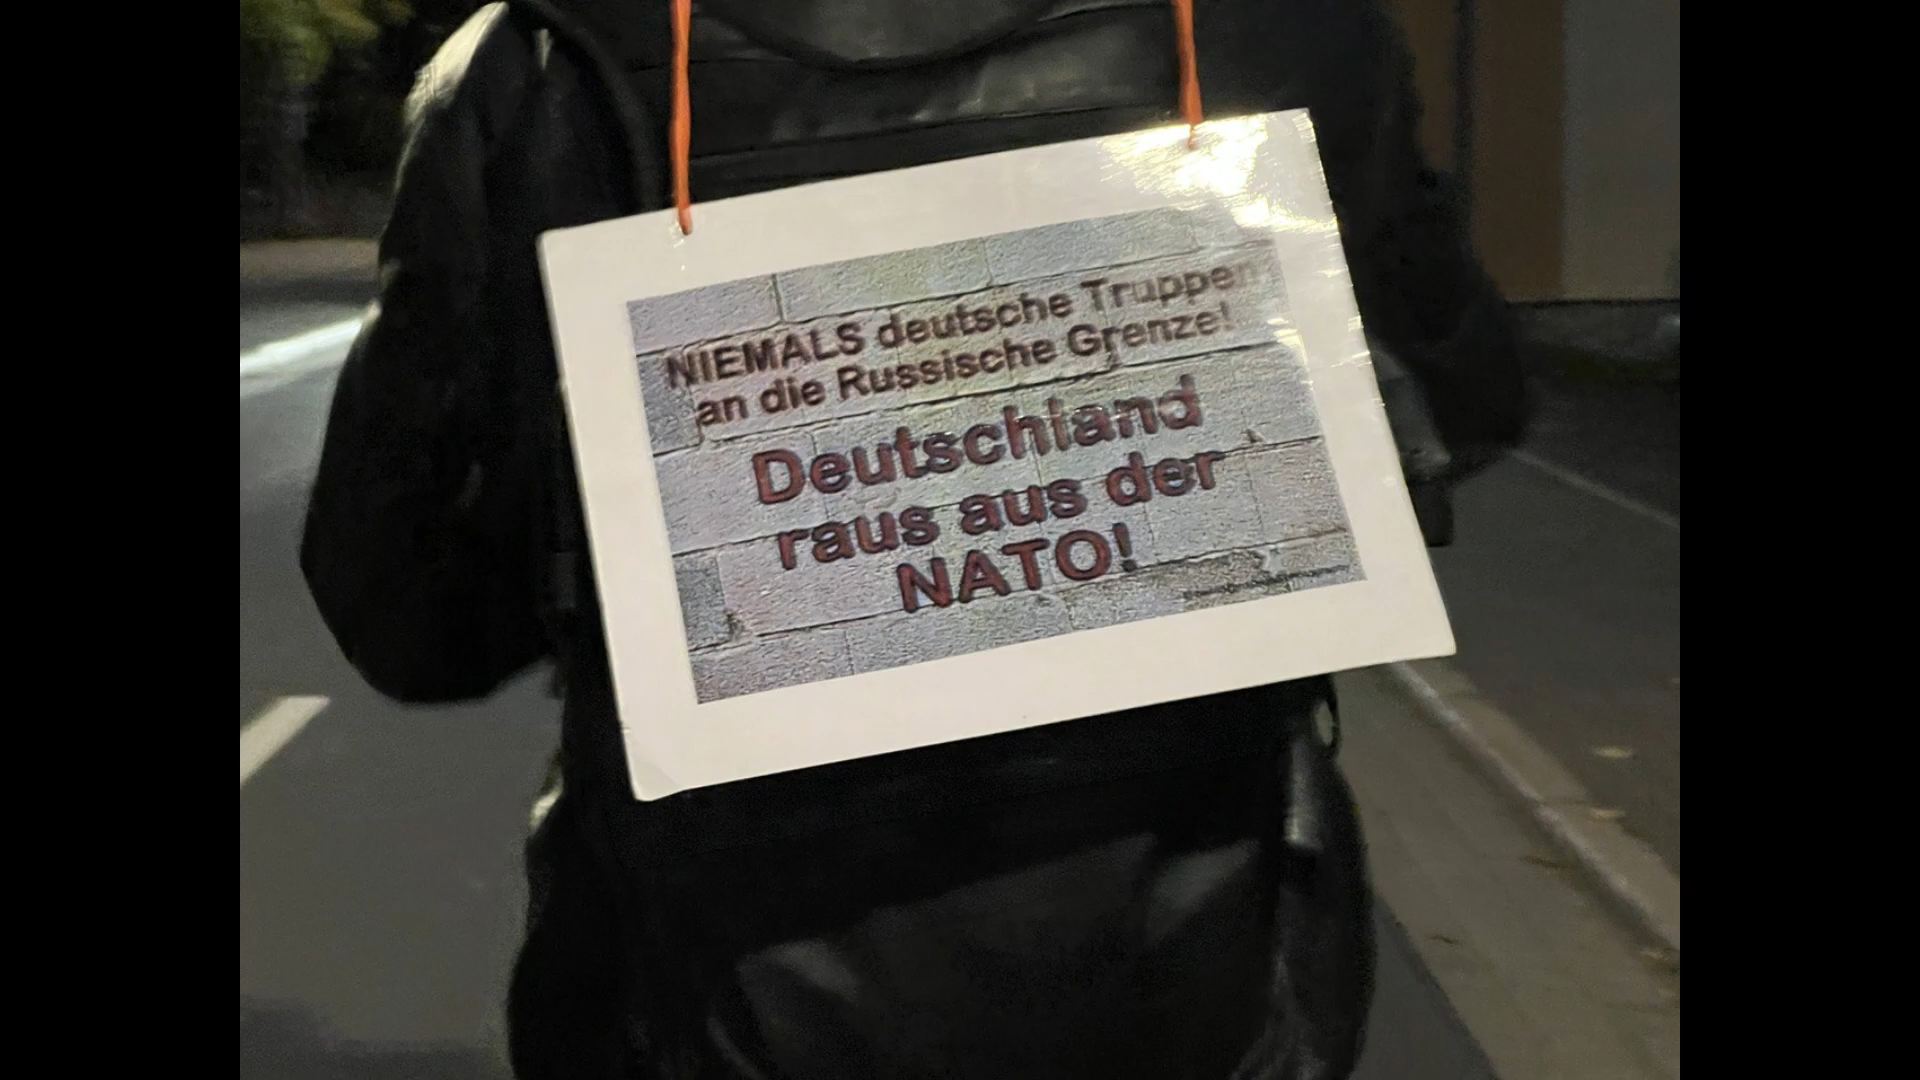 NIEMALS deutsche Truppen
an die Russische Grenze!
Deutschland
raus aus der
NATO!